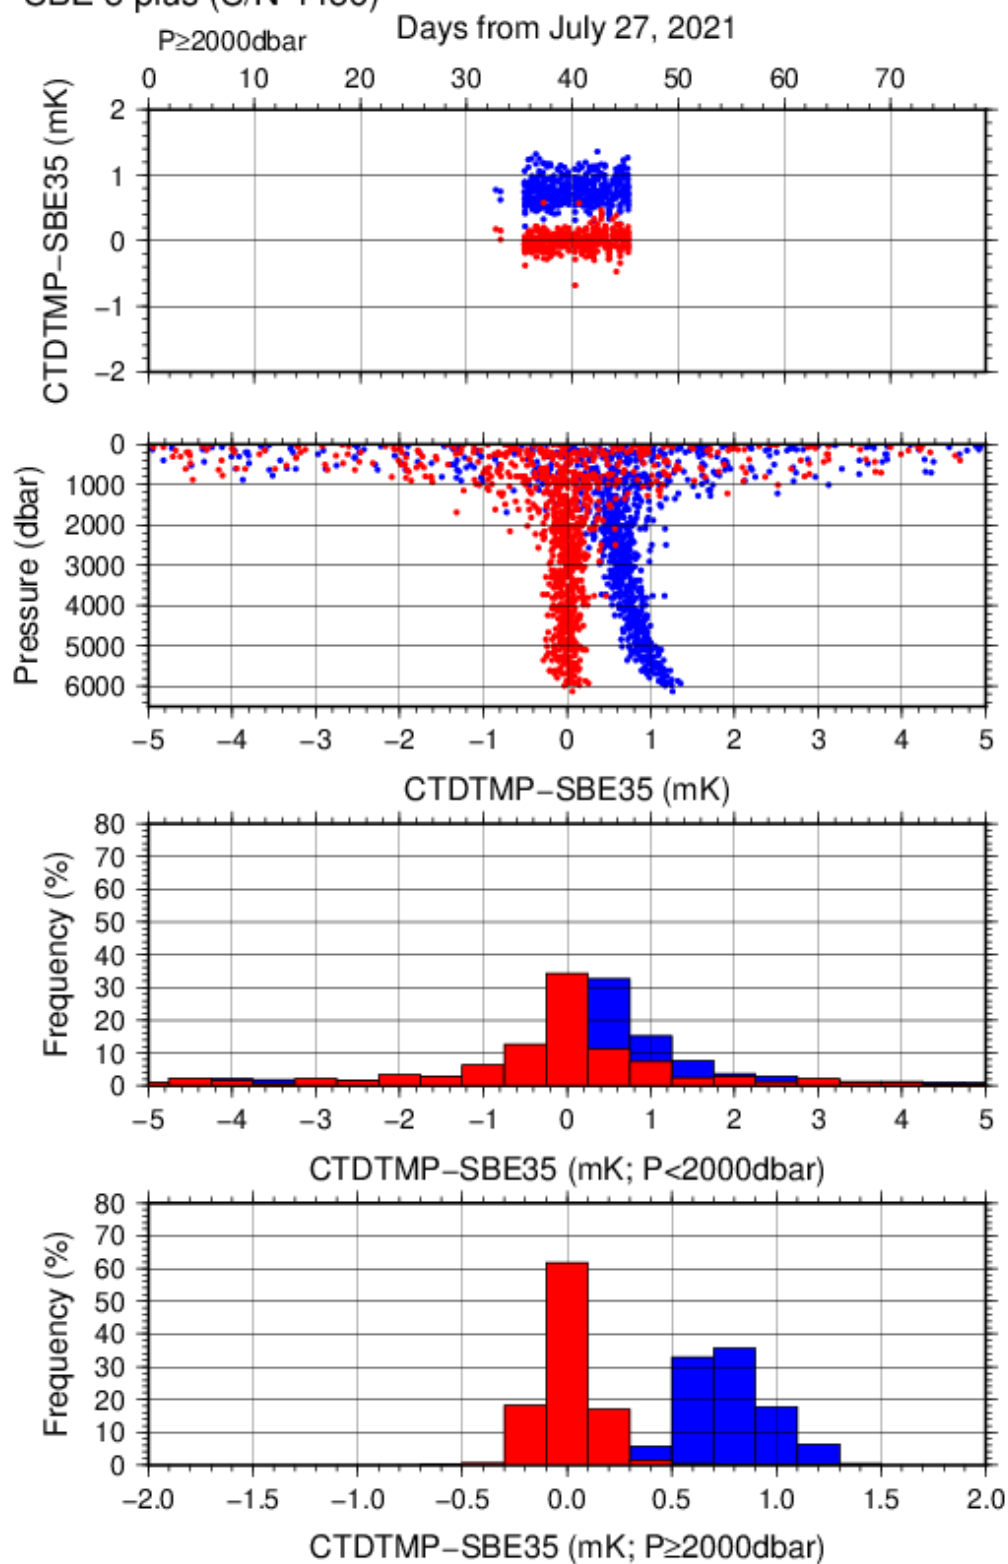 P≥2000dbar
Days from July 27, 2021
0 10 20 30 40 50 60 70
CTDTMP−SBE35 (mK)
2
1
0
−1
−2
Pressure (dbar)
0
1000
2000
3000
4000
5000
6000
−5 −4 −3 −2 −1 0 1 2 3 4 5
CTDTMP−SBE35 (mK)
Frequency (%)
80
70
60
50
40
30
20
10
0
−5 −4 −3 −2 −1 0 1 2 3 4 5
CTDTMP−SBE35 (mK; P<2000dbar)
Frequency (%)
80
70
60
50
40
30
20
10
0
−2.0 −1.5 −1.0 −0.5 0.0 0.5 1.0 1.5 2.0
CTDTMP−SBE35 (mK; P≥2000dbar)